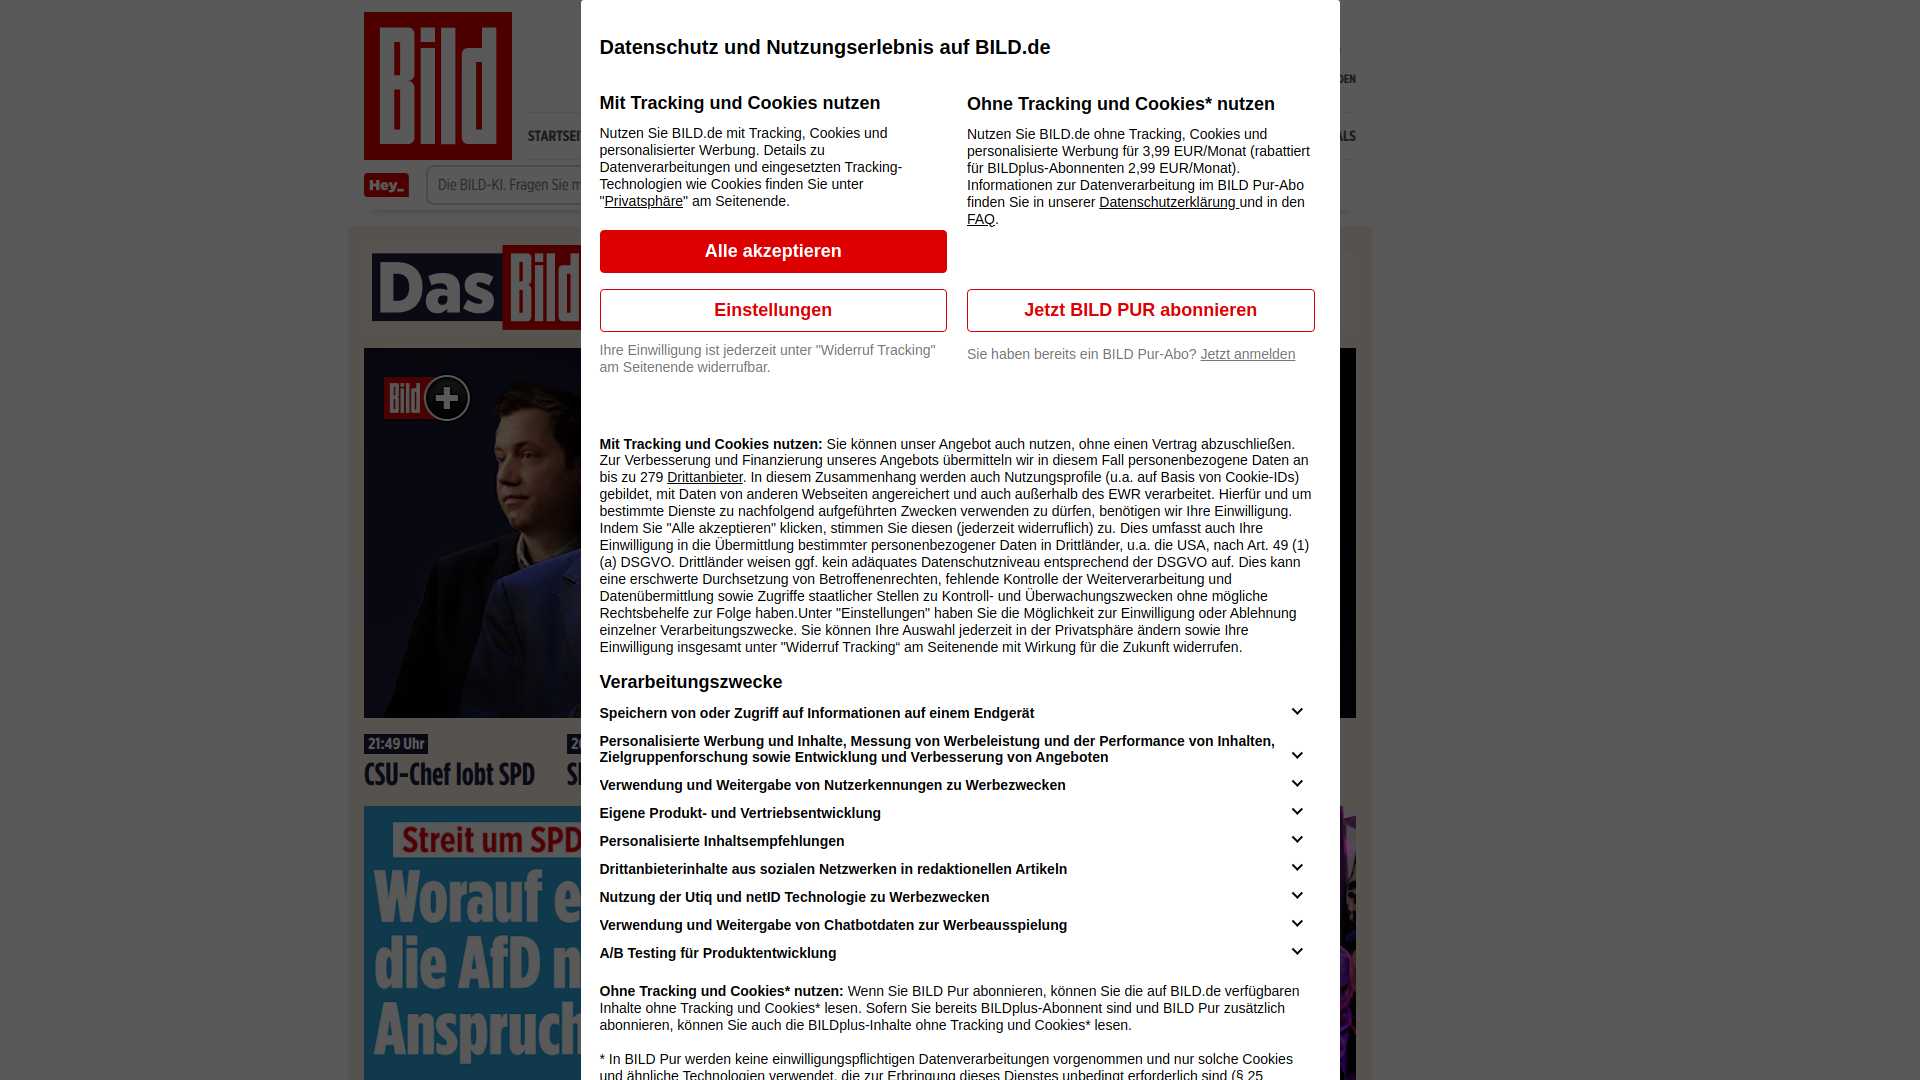 Bild
Datenschutz und Nutzungserlebnis auf BILD.de
Mit Tracking und Cookies nutzen
Nutzen Sie BILD.de mit Tracking, Cookies und
personalisierter Werbung. Details zu
Datenverarbeitungen und eingesetzten Tracking-
Technologien wie Cookies finden Sie unter
"Privatsphäre" am Seitenende.
Alle akzeptieren
Einstellungen
Ihre Einwilligung ist jederzeit unter "Widerruf Tracking"
am Seitenende widerrufbar.
Ohne Tracking und Cookies* nutzen
Nutzen Sie BILD.de ohne Tracking, Cookies und
personalisierte Werbung für 3,99 EUR/Monat (rabattiert
für BILDplus-Abonnenten 2,99 EUR/Monat).
Informationen zur Datenverarbeitung im BILD Pur-Abo
finden Sie in unserer Datenschutzerklärung und in den
FAQ.
Jetzt BILD PUR abonnieren
Sie haben bereits ein BILD Pur-Abo? Jetzt anmelden
Mit Tracking und Cookies nutzen: Sie können unser Angebot auch nutzen, ohne einen Vertrag abzuschließen.
Zur Verbesserung und Finanzierung unseres Angebots übermitteln wir in diesem Fall personenbezogene Daten an
bis zu 279 Drittanbieter. In diesem Zusammenhang werden auch Nutzungsprofile (u.a. auf Basis von Cookie-IDs)
gebildet, mit Daten von anderen Webseiten angereichert und auch außerhalb des EWR verarbeitet. Hierfür und um
bestimmte Dienste zu nachfolgend aufgeführten Zwecken verwenden zu dürfen, benötigen wir Ihre Einwilligung.
Indem Sie "Alle akzeptieren" klicken, stimmen Sie diesen (jederzeit widerruflich) zu. Dies umfasst auch Ihre
Einwilligung in die Übermittlung bestimmter personenbezogener Daten in Drittländer, u.a. die USA, nach Art. 49 (1)
(a) DSGVO. Drittländer weisen ggf. kein adäquates Datenschutzniveau entsprechend der DSGVO auf. Dies kann
eine erschwerte Durchsetzung von Betroffenenrechten, fehlende Kontrolle der Weiterverarbeitung und
Datenübermittlung sowie Zugriffe staatlicher Stellen zu Kontroll- und Überwachungszwecken ohne mögliche
Rechtsbehelfe zur Folge haben.Unter "Einstellungen" haben Sie die Möglichkeit zur Einwilligung oder Ablehnung
einzelner Verarbeitungszwecke. Sie können Ihre Auswahl jederzeit in der Privatsphäre ändern sowie Ihre
Einwilligung insgesamt unter "Widerruf Tracking“ am Seitenende mit Wirkung für die Zukunft widerrufen.
Verarbeitungszwecke
Speichern von oder Zugriff auf Informationen auf einem Endgerät
Personalisierte Werbung und Inhalte, Messung von Werbeleistung und der Performance von Inhalten,
Zielgruppenforschung sowie Entwicklung und Verbesserung von Angeboten
Verwendung und Weitergabe von Nutzerkennungen zu Werbezwecken
Eigene Produkt- und Vertriebsentwicklung
Personalisierte Inhaltsempfehlungen
Drittanbieterinhalte aus sozialen Netzwerken in redaktionellen Artikeln
Nutzung der Utiq und netID Technologie zu Werbezwecken
Verwendung und Weitergabe von Chatbotdaten zur Werbeausspielung
A/B Testing für Produktentwicklung
Ohne Tracking und Cookies* nutzen: Wenn Sie BILD Pur abonnieren, können Sie die auf BILD.de verfügbaren
Inhalte ohne Tracking und Cookies* lesen. Sofern Sie bereits BILDplus-Abonnent sind und BILD Pur zusätzlich
abonnieren, können Sie auch die BILDplus-Inhalte ohne Tracking und Cookies* lesen.
* In BILD Pur werden keine einwilligungspflichtigen Datenverarbeitungen vorgenommen und nur solche Cookies
und ähnliche Technologien verwendet, die zur Erbringung dieses Dienstes unbedingt erforderlich sind (§ 25
Hey_
Die BILD-KI. Fragen Sie
Das Bild
Bild +
21:49 Uhr
CSU-Chef lobt SPD
Streit um SPD
Worauf
die AfD
Anspruch